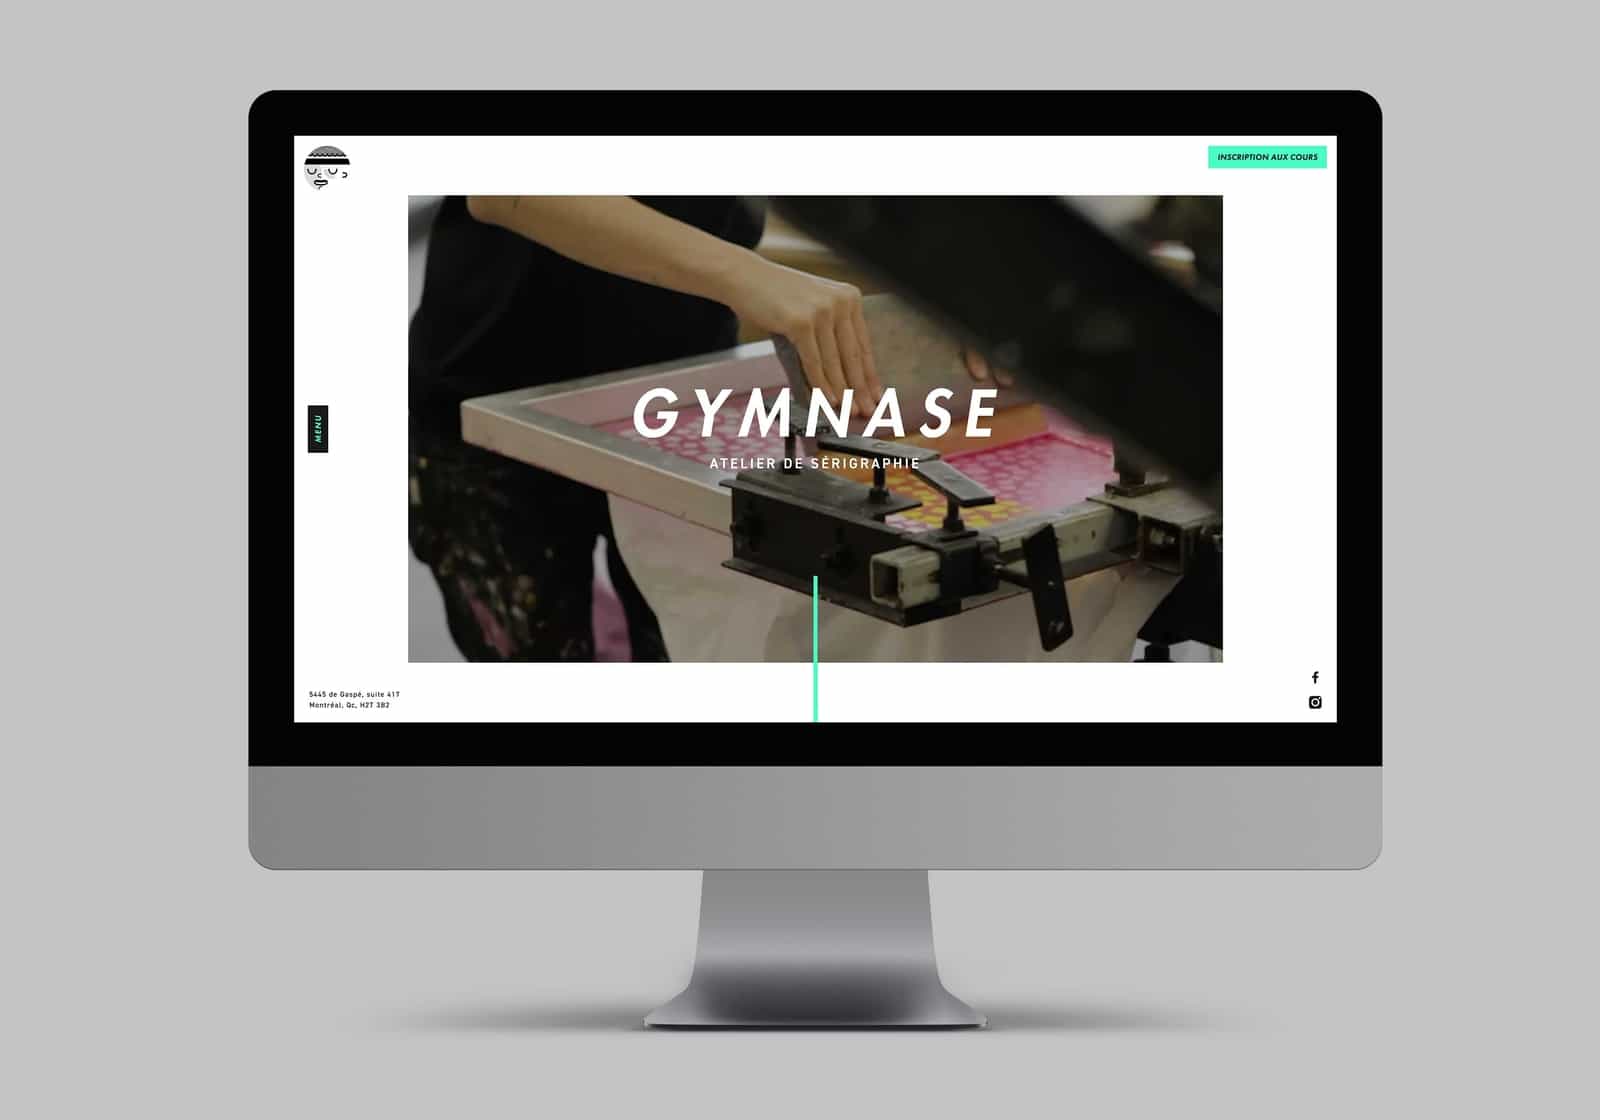 INSCRIPTION AUX COURS
GYMNASE
ATELIER DE SÉRIGRAPHIE
MENU
5445 de Gaspé, suite 417
Montréal, Qc, H2T 3B2